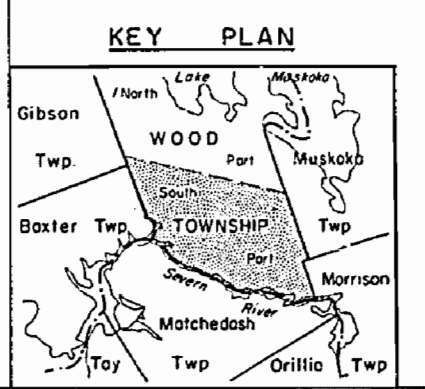 KEY PLAN
North Lake Muskoka
Gibson Twp.
WOOD
Part
Muskoka Twp
South
Baxter Twp
TOWNSHIP
Part
Severn River
Morrison
Matchedash Twp
Tay
Orillia Twp